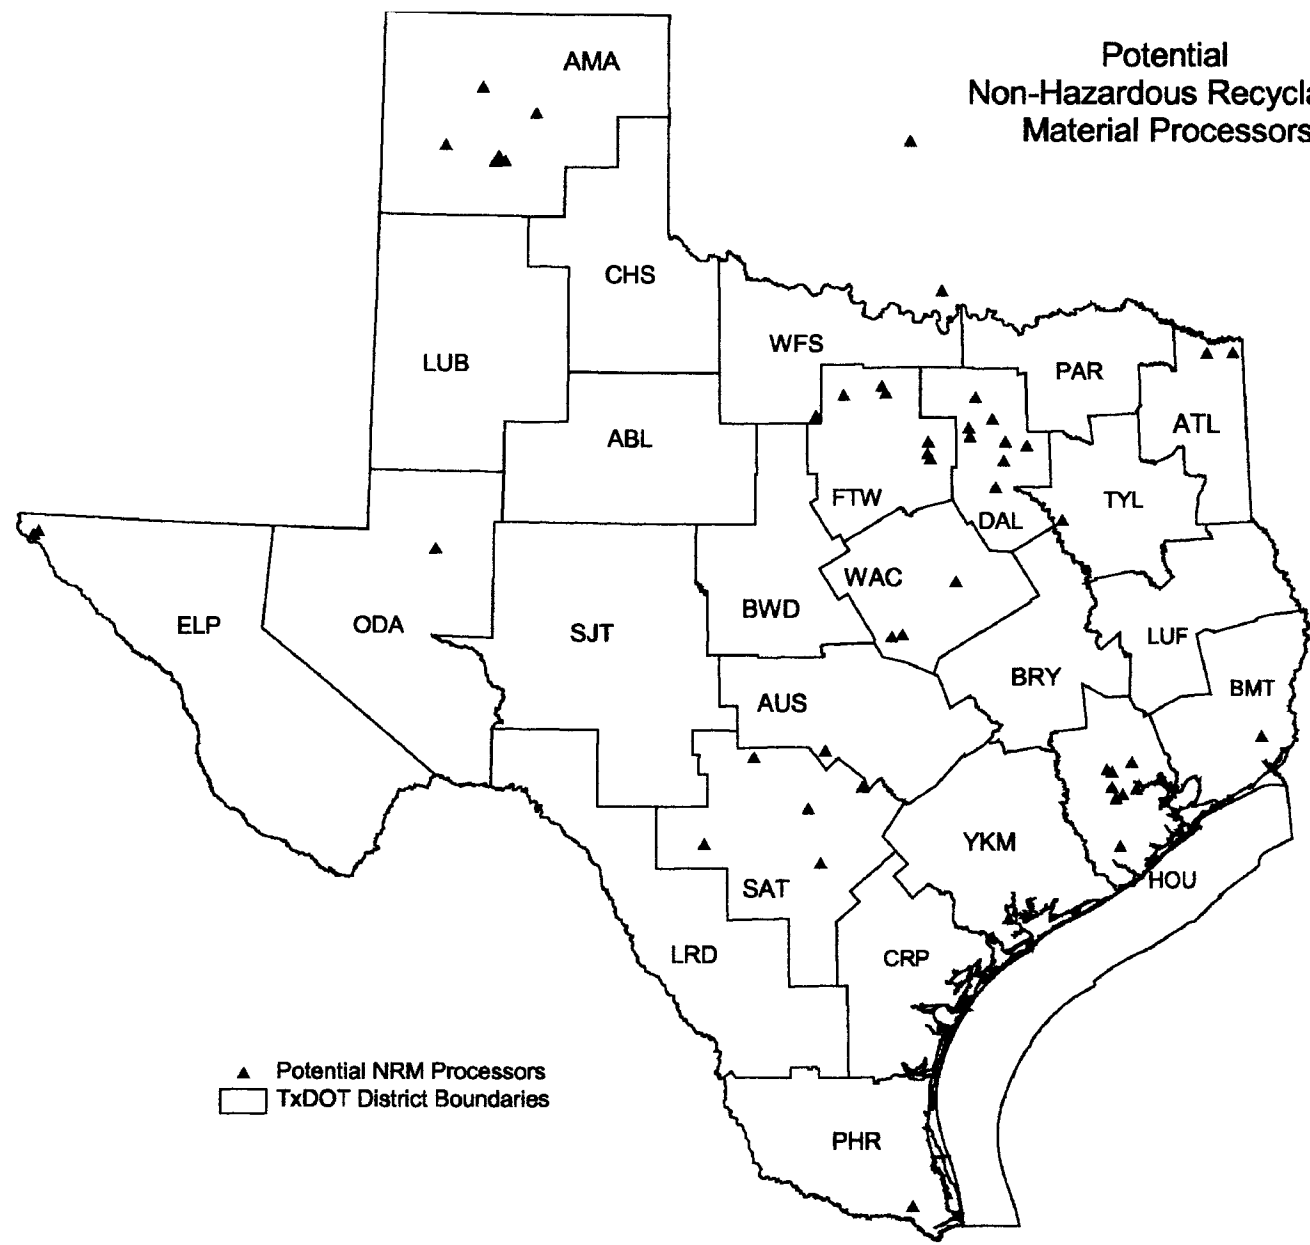 Potential
Non-Hazardous Recycla
Material Processors
AMA
CHS
WFS
LUB
PAR
ABL
ATL
FTW
TYL
DAL
WAC
ELP
ODA
SJT
BWD
LUF
BRY
BMT
AUS
YKM
SAT
HOU
LRD
CRP
Potential NRM Processors
TxDOT District Boundaries
PHR